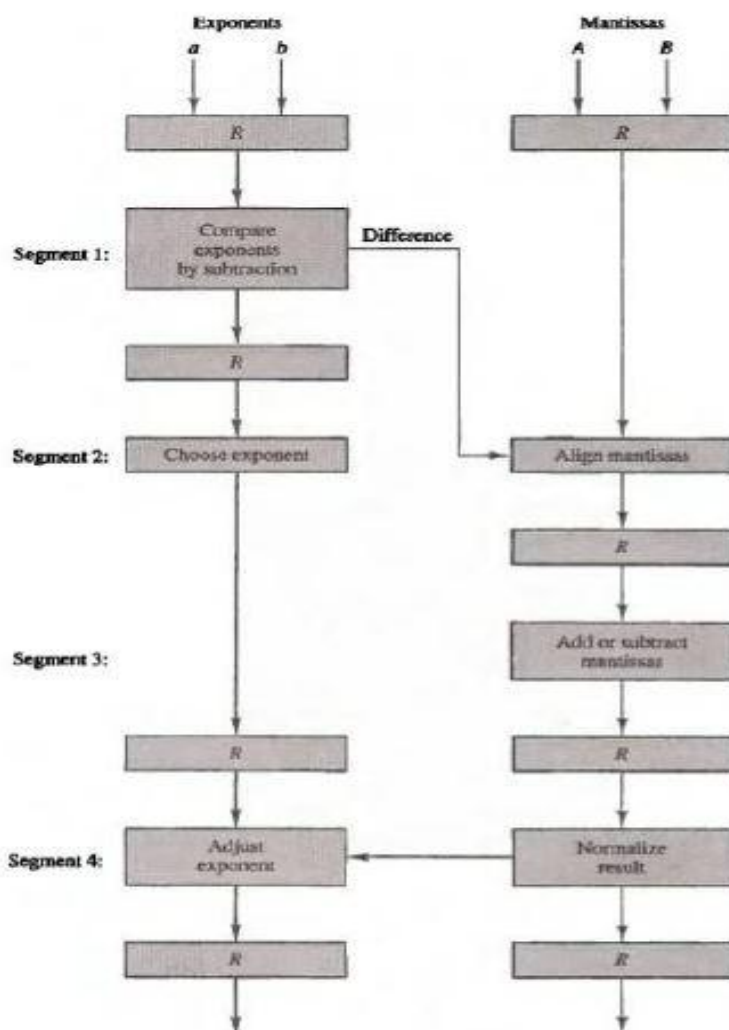 Exponents
a b
Mantissas
A B
R
R
Segment 1:
Compare
exponents
by subtraction
Difference
R
Segment 2:
Choose exponent
Align mantissas
R
Segment 3:
Add or subtract
mantissas
R
R
Segment 4:
Adjust
exponent
Normalize
result
R
R